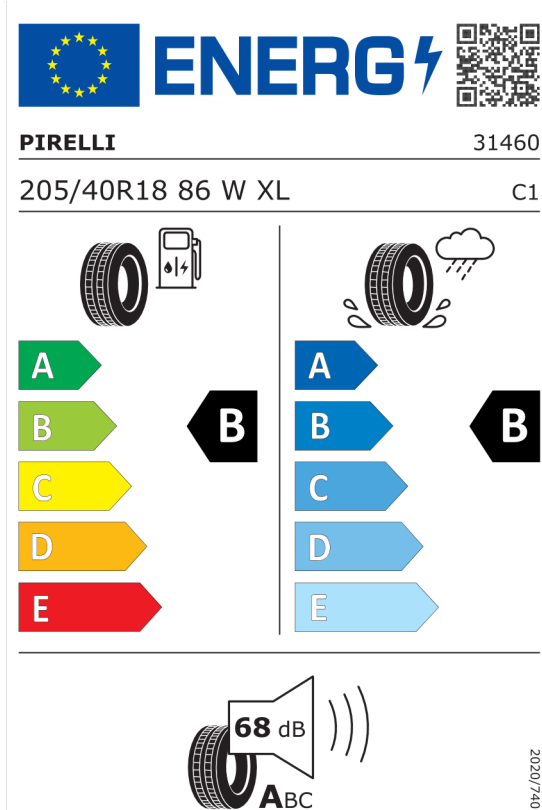 ENERG
PIRELLI
31460
205/40R18 86 W XL
C1
A
B
C
D
E
B
A
B
C
D
E
B
68 dB
ABC
2020/740